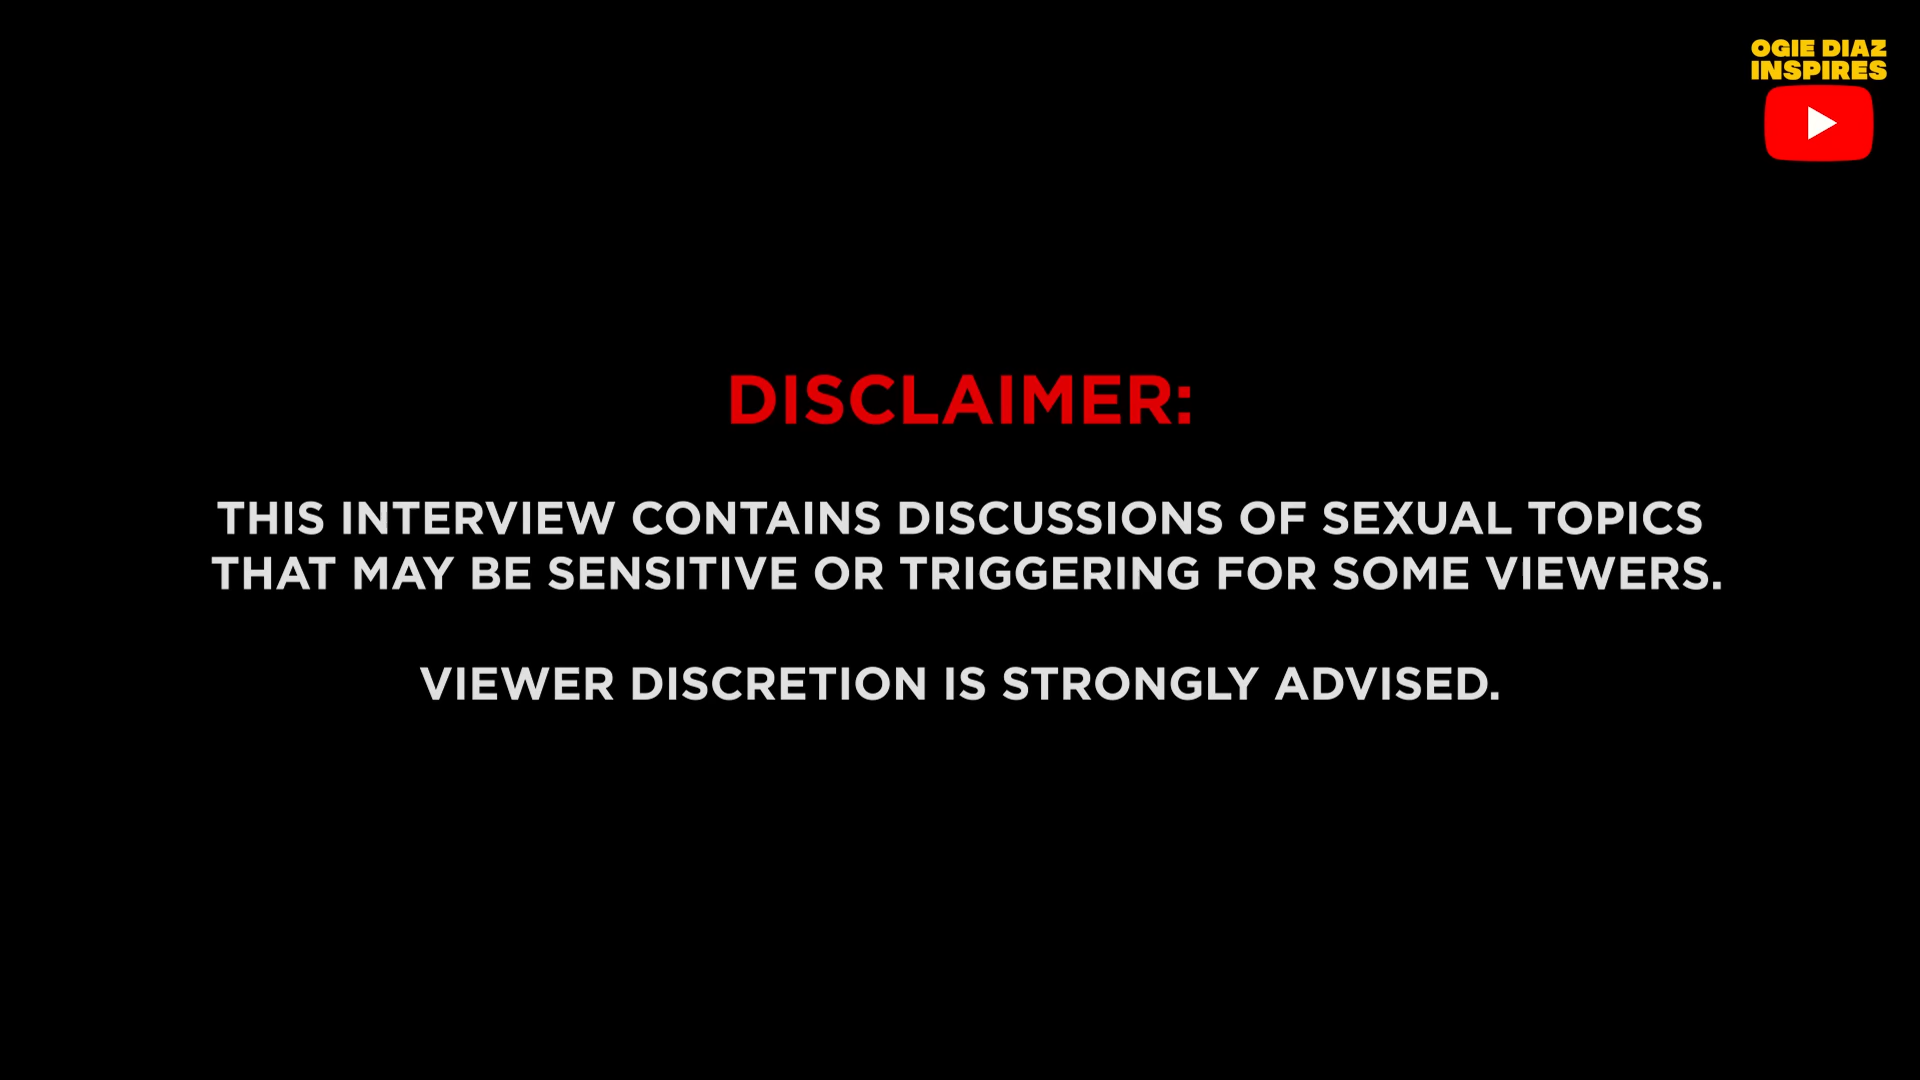 OGIE DIAZ
INSPIRES
DISCLAIMER:
THIS INTERVIEW CONTAINS DISCUSSIONS OF SEXUAL TOPICS
THAT MAY BE SENSITIVE OR TRIGGERING FOR SOME VIEWERS.
VIEWER DISCRETION IS STRONGLY ADVISED.